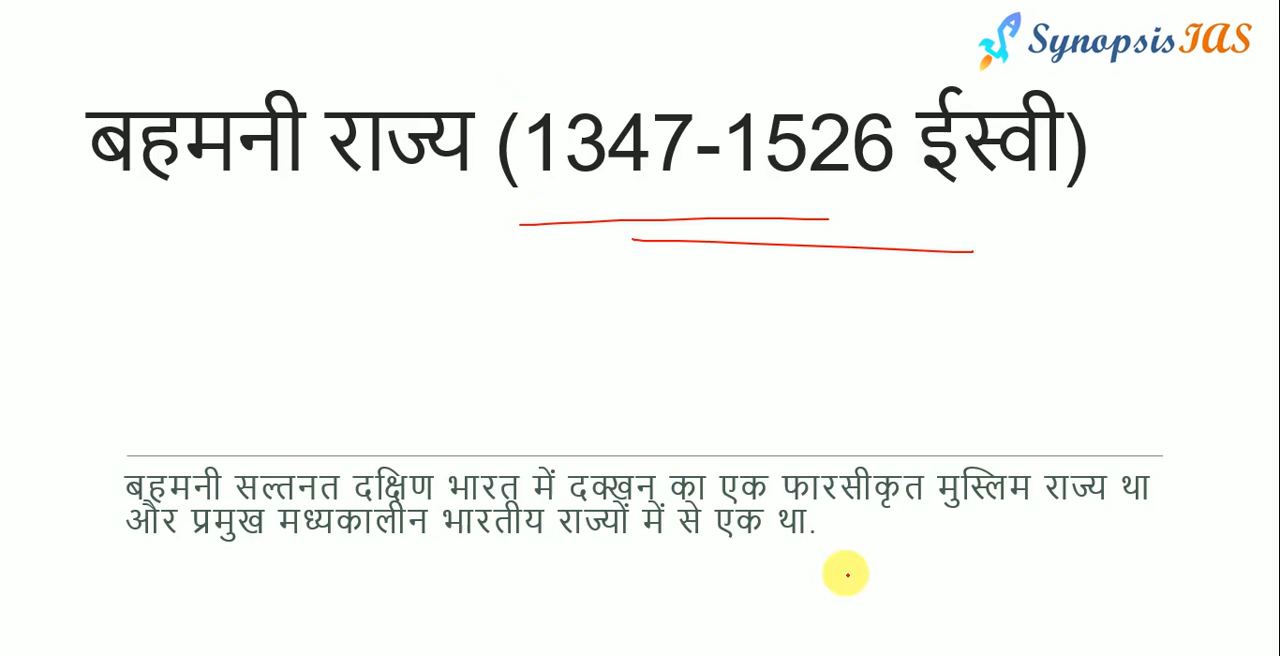 SynopsisIAS
बहमनी राज्य (1347-1526 ईस्वी)
बहमनी सल्तनत दक्षिण भारत में दक्खन का एक फारसीकृत मुस्लिम राज्य था
और प्रमुख मध्यकालीन भारतीय राज्यों में से एक था.